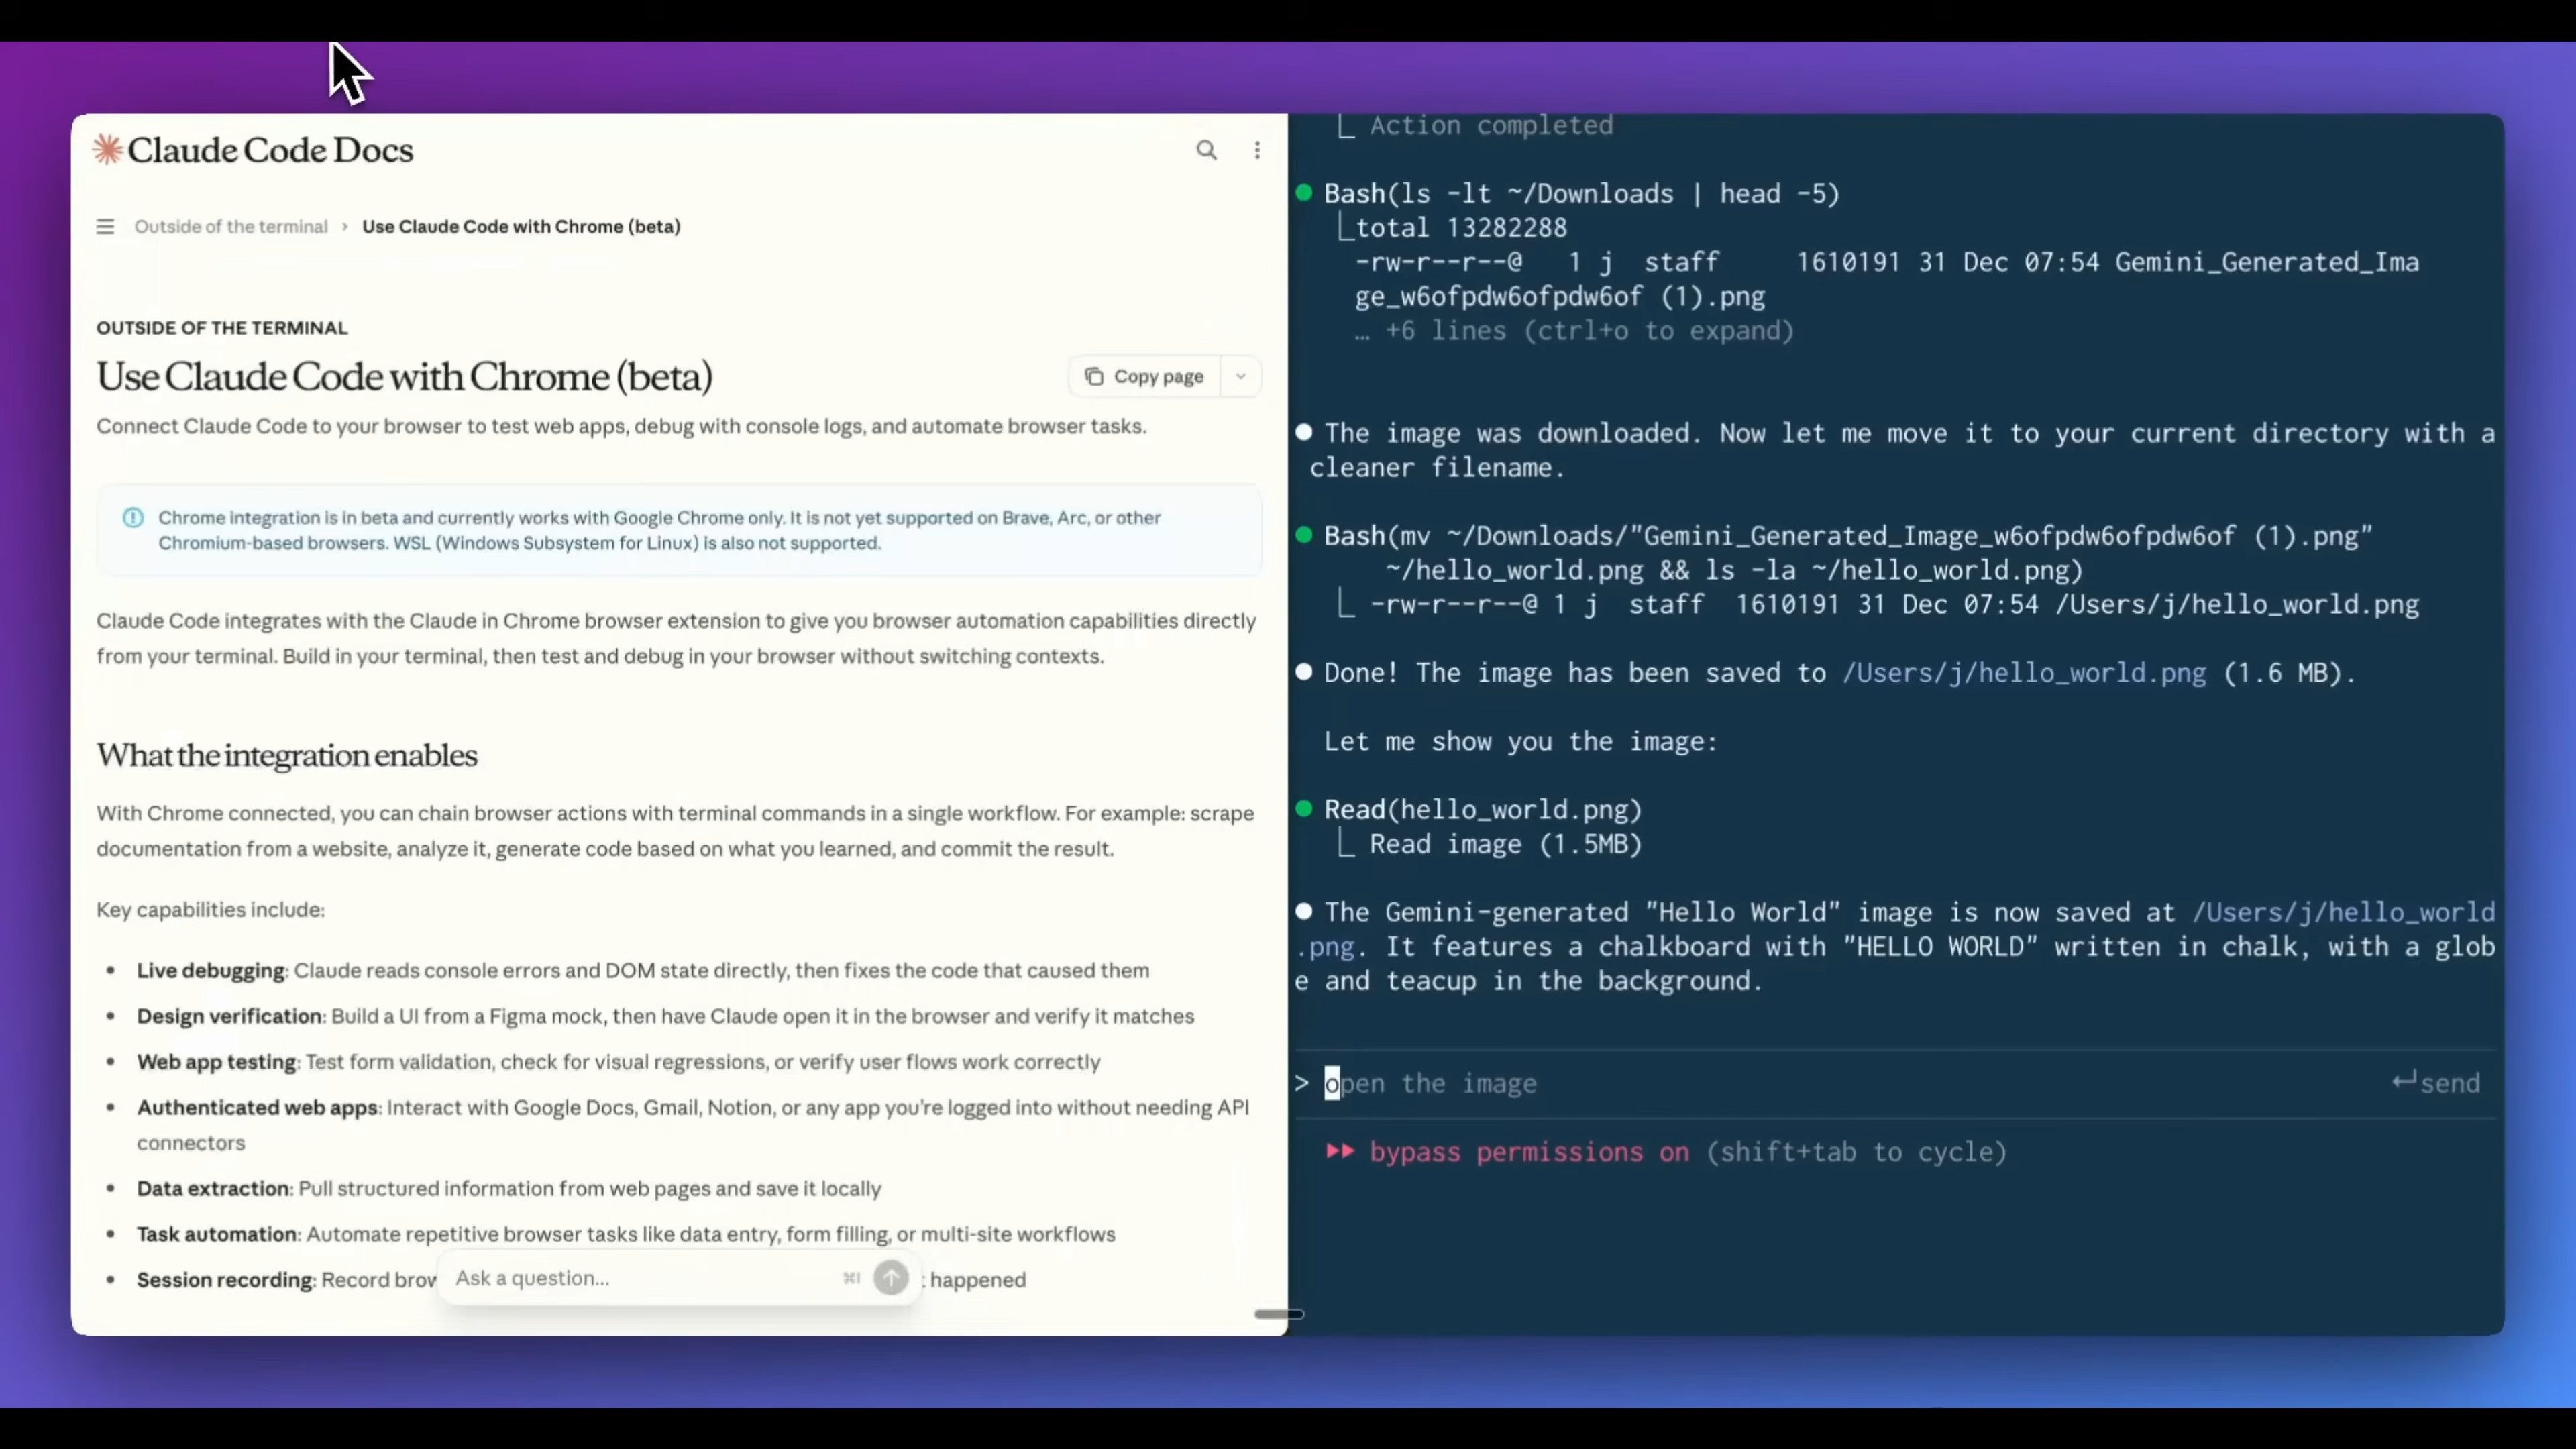 Claude Code Docs
Outside of the terminal › Use Claude Code with Chrome (beta)
OUTSIDE OF THE TERMINAL
Use Claude Code with Chrome (beta)
Copy page
Connect Claude Code to your browser to test web apps, debug with console logs, and automate browser tasks.
Chrome integration is in beta and currently works with Google Chrome only. It is not yet supported on Brave, Arc, or other
Chromium-based browsers. WSL (Windows Subsystem for Linux) is also not supported.
Claude Code integrates with the Claude in Chrome browser extension to give you browser automation capabilities directly
from your terminal. Build in your terminal, then test and debug in your browser without switching contexts.
What the integration enables
With Chrome connected, you can chain browser actions with terminal commands in a single workflow. For example: scrape
documentation from a website, analyze it, generate code based on what you learned, and commit the result.
Key capabilities include:
• Live debugging: Claude reads console errors and DOM state directly, then fixes the code that caused them
• Design verification: Build a UI from a Figma mock, then have Claude open it in the browser and verify it matches
• Web app testing: Test form validation, check for visual regressions, or verify user flows work correctly
• Authenticated web apps: Interact with Google Docs, Gmail, Notion, or any app you're logged into without needing API
connectors
• Data extraction: Pull structured information from web pages and save it locally
• Task automation: Automate repetitive browser tasks like data entry, form filling, or multi-site workflows
• Session recording: Record brow
happened
Ask a question... ⌘I
Action completed
Bash(ls -lt ~/Downloads | head -5)
total 13282288
-rw-r--r--@ 1 j staff 1610191 31 Dec 07:54 Gemini_Generated_Ima
ge_w6ofpdw6ofpdw6of (1).png
… +6 lines (ctrl+o to expand)
The image was downloaded. Now let me move it to your current directory with a
cleaner filename.
Bash(mv ~/Downloads/"Gemini_Generated_Image_w6ofpdw6ofpdw6of (1).png"
~/hello_world.png && ls -la ~/hello_world.png)
-rw-r--r--@ 1 j staff 1610191 31 Dec 07:54 /Users/j/hello_world.png
Done! The image has been saved to /Users/j/hello_world.png (1.6 MB).
Let me show you the image:
Read(hello_world.png)
Read image (1.5MB)
The Gemini-generated "Hello World" image is now saved at /Users/j/hello_world
.png. It features a chalkboard with "HELLO WORLD" written in chalk, with a glob
e and teacup in the background.
> open the image ↵ send
▶▶ bypass permissions on (shift+tab to cycle)